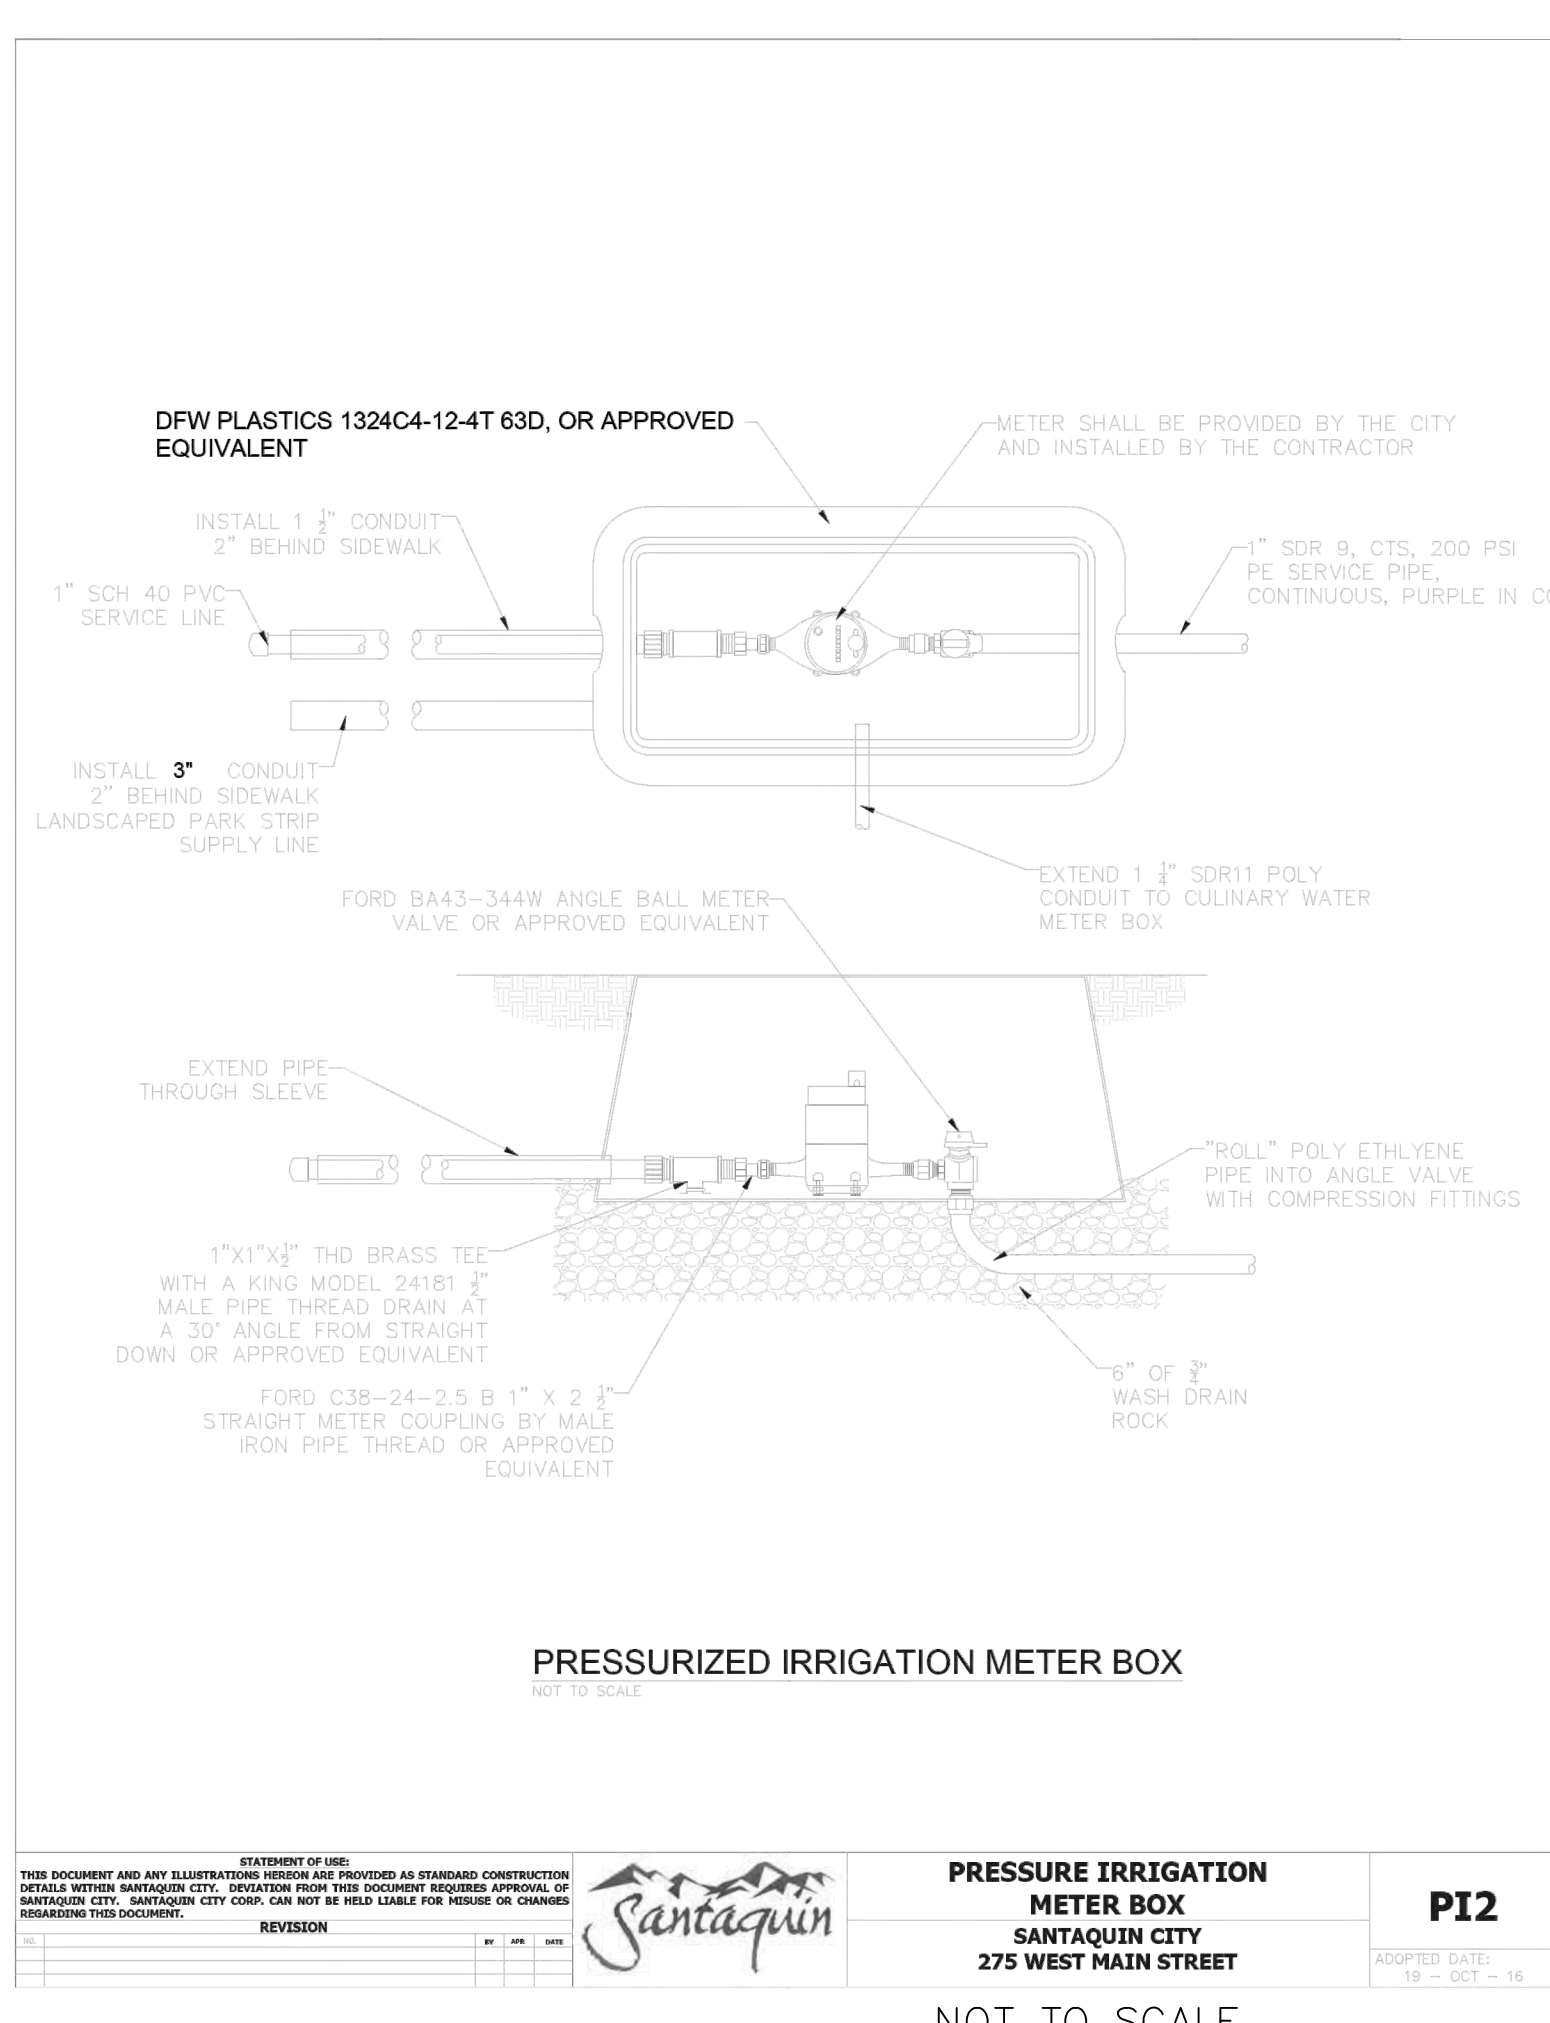 DFW PLASTICS 1324C4-12-4T 63D, OR APPROVED
EQUIVALENT
METER SHALL BE PROVIDED BY THE CITY
AND INSTALLED BY THE CONTRACTOR
INSTALL 1 1/2" CONDUIT
2" BEHIND SIDEWALK
1" SDR 9, CTS, 200 PSI
PE SERVICE PIPE,
CONTINUOUS, PURPLE IN
1" SCH 40 PVC
SERVICE LINE
INSTALL 3" CONDUIT
2" BEHIND SIDEWALK
LANDSCAPED PARK STRIP
SUPPLY LINE
EXTEND 1 1/4" SDR11 POLY
CONDUIT TO CULINARY WATER
METER BOX
FORD BA43-344W ANGLE BALL METER
VALVE OR APPROVED EQUIVALENT
EXTEND PIPE
THROUGH SLEEVE
"ROLL" POLY ETHLYENE
PIPE INTO ANGLE VALVE
WITH COMPRESSION FITTINGS
1"X1"X1/2" THD BRASS TEE
WITH A KING MODEL 24181 1/2"
MALE PIPE THREAD DRAIN AT
A 30° ANGLE FROM STRAIGHT
DOWN OR APPROVED EQUIVALENT
6" OF 3/4"
WASH DRAIN
ROCK
FORD C38-24-2.5 B 1" X 2 1/2"
STRAIGHT METER COUPLING BY MALE
IRON PIPE THREAD OR APPROVED
EQUIVALENT
PRESSURIZED IRRIGATION METER BOX
NOT TO SCALE
STATEMENT OF USE:
THIS DOCUMENT AND ANY ILLUSTRATIONS HEREON ARE PROVIDED AS STANDARD CONSTRUCTION
DETAILS WITHIN SANTAQUIN CITY. DEVIATION FROM THIS DOCUMENT REQUIRES APPROVAL OF
SANTAQUIN CITY. SANTAQUIN CITY CORP. CAN NOT BE HELD LIABLE FOR MISUSE OR CHANGES
REGARDING THIS DOCUMENT.
REVISION
NO. BY APR DATE
Santaquin
PRESSURE IRRIGATION
METER BOX
SANTAQUIN CITY
275 WEST MAIN STREET
PI2
ADOPTED DATE:
19 - OCT - 16
NOT TO SCALE